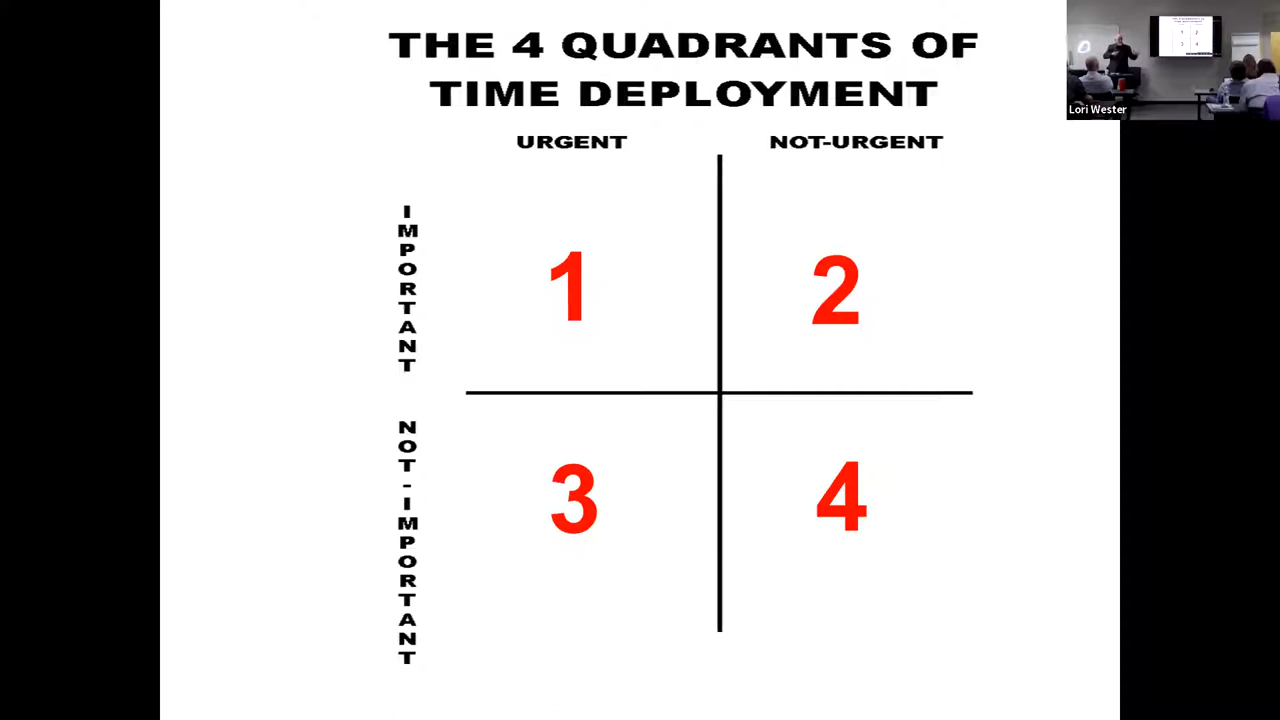 THE 4 QUADRANTS OF
TIME DEPLOYMENT
URGENT
NOT-URGENT
IMPORTANT
1
2
NOT-IMPORTANT
3
4
Lori Wester